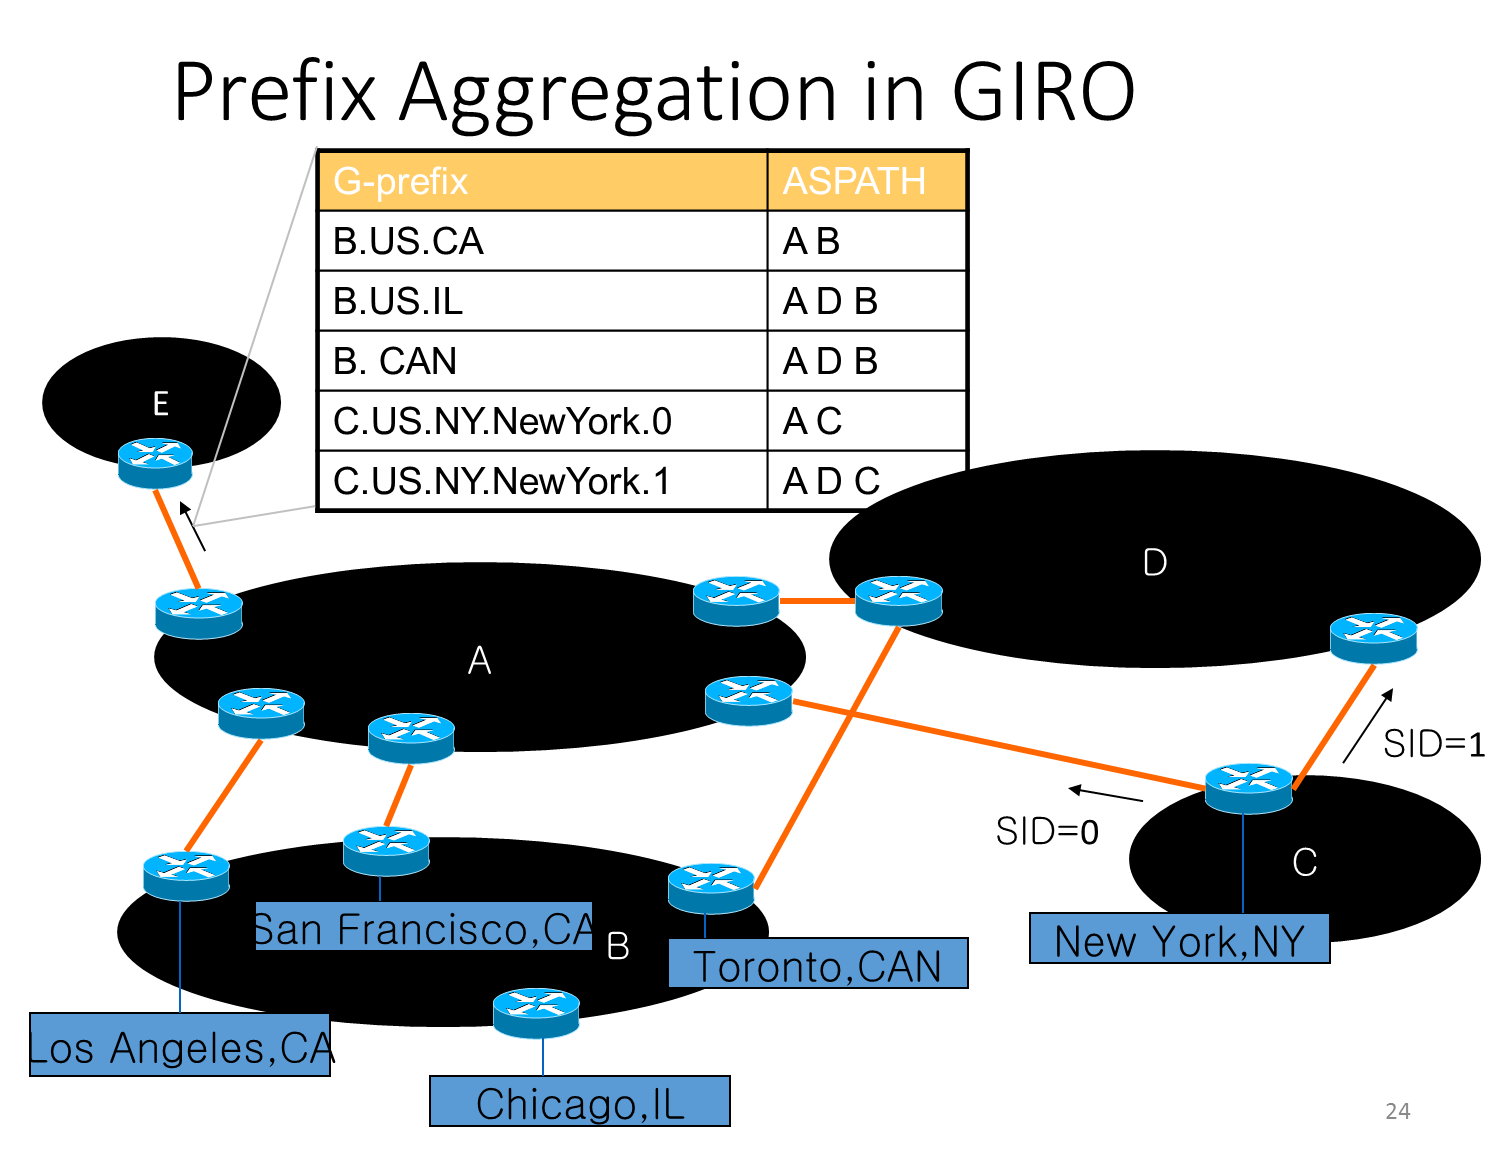 Prefix Aggregation in GIRO
G-prefix ASPATH
B.US.CA A B
B.US.IL A D B
B. CAN A D B
C.US.NY.NewYork.0 A C
C.US.NY.NewYork.1 A D C
E
D
A
SID=1
SID=0
C
San Francisco,CA
B
New York,NY
Toronto,CAN
Los Angeles,CA
Chicago,IL
24